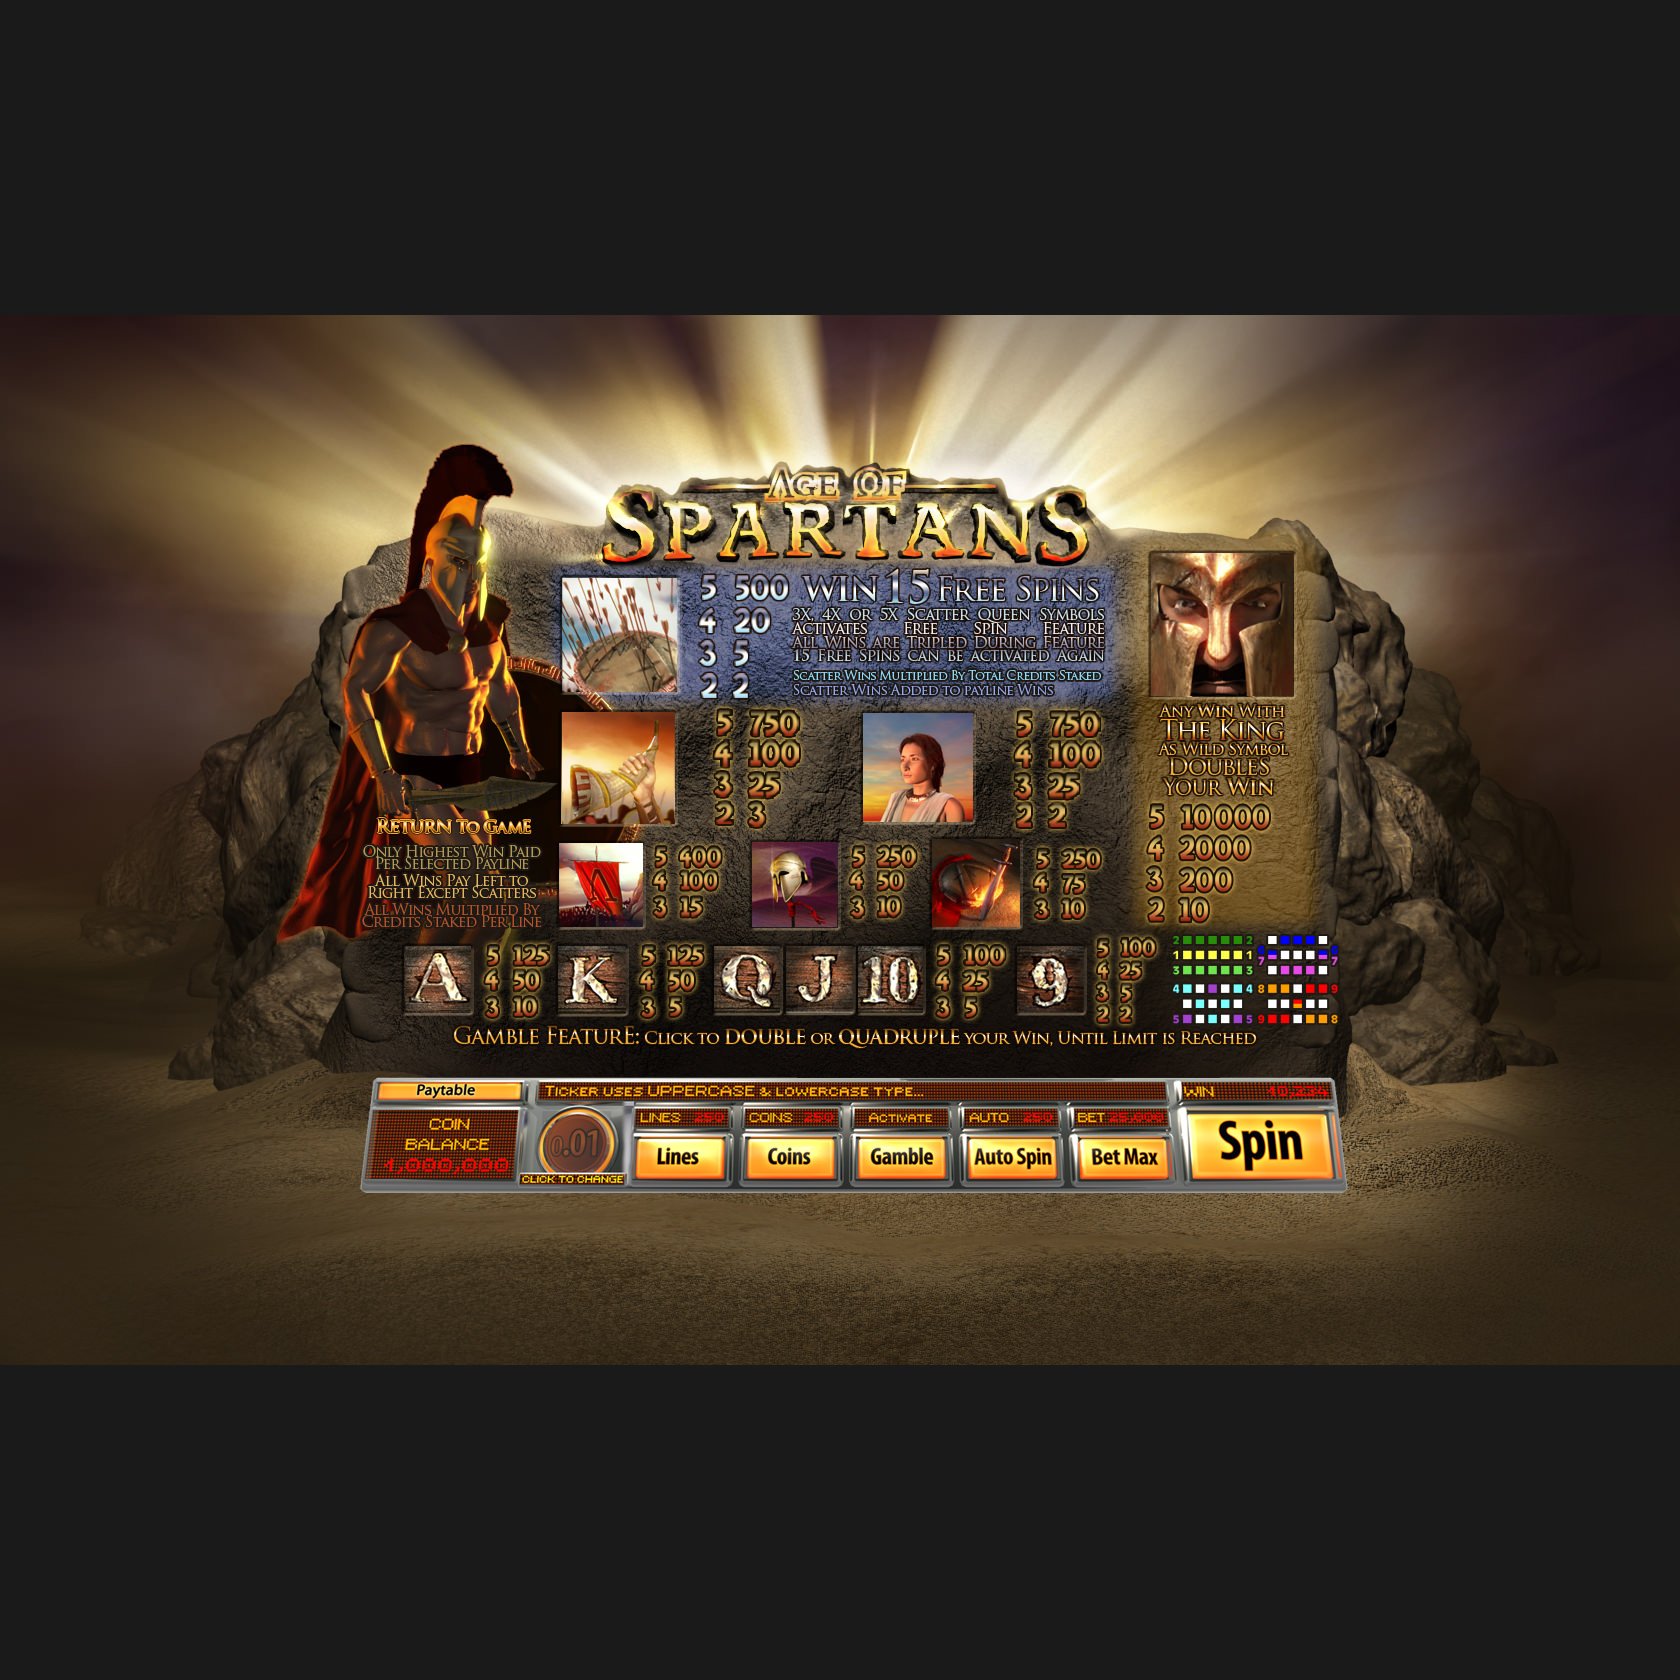 AGE OF
SPARTANS
5 500
4 20
3 5
2 2
WIN 15 FREE SPINS
3X, 4X OR 5X SCATTER QUEEN SYMBOLS
ACTIVATES FREE SPIN FEATURE
ALL WINS ARE TRIPLED DURING FEATURE
15 FREE SPINS CAN BE ACTIVATED AGAIN
SCATTER WINS MULTIPLIED BY TOTAL CREDITS STAKED
SCATTER WINS ADDED TO PAYLINE WINS
5 750
4 100
3 25
2 3
5 750
4 100
3 25
2 2
ANY WIN WITH
THE KING
AS WILD SYMBOL
DOUBLES
YOUR WIN
5 10000
4 2000
3 200
2 10
RETURN TO GAME
ONLY HIGHEST WIN PAID
PER SELECTED PAYLINE
ALL WINS PAY LEFT TO
RIGHT EXCEPT SCATTERS
ALL WINS MULTIPLIED BY
CREDITS STAKED PER LINE
5 400
4 100
3 15
5 250
4 50
3 10
5 250
4 75
3 10
A
5 125
4 50
3 10
K
5 125
4 50
3 5
Q J 10
5 100
4 25
3 5
9
5 100
4 25
3 5
2 2
2 2
1 1
3 3
4 4
5 5
6 6
7 7
8 9
9 8
GAMBLE FEATURE: CLICK TO DOUBLE OR QUADRUPLE YOUR WIN, UNTIL LIMIT IS REACHED
Paytable
TICKER USES UPPERCASE & LOWERCASE TYPE...
WIN
COIN
BALANCE
0.01
CLICK TO CHANGE
LINES 250
COINS 250
ACTIVATE
AUTO 250
BET
Lines
Coins
Gamble
Auto Spin
Bet Max
Spin